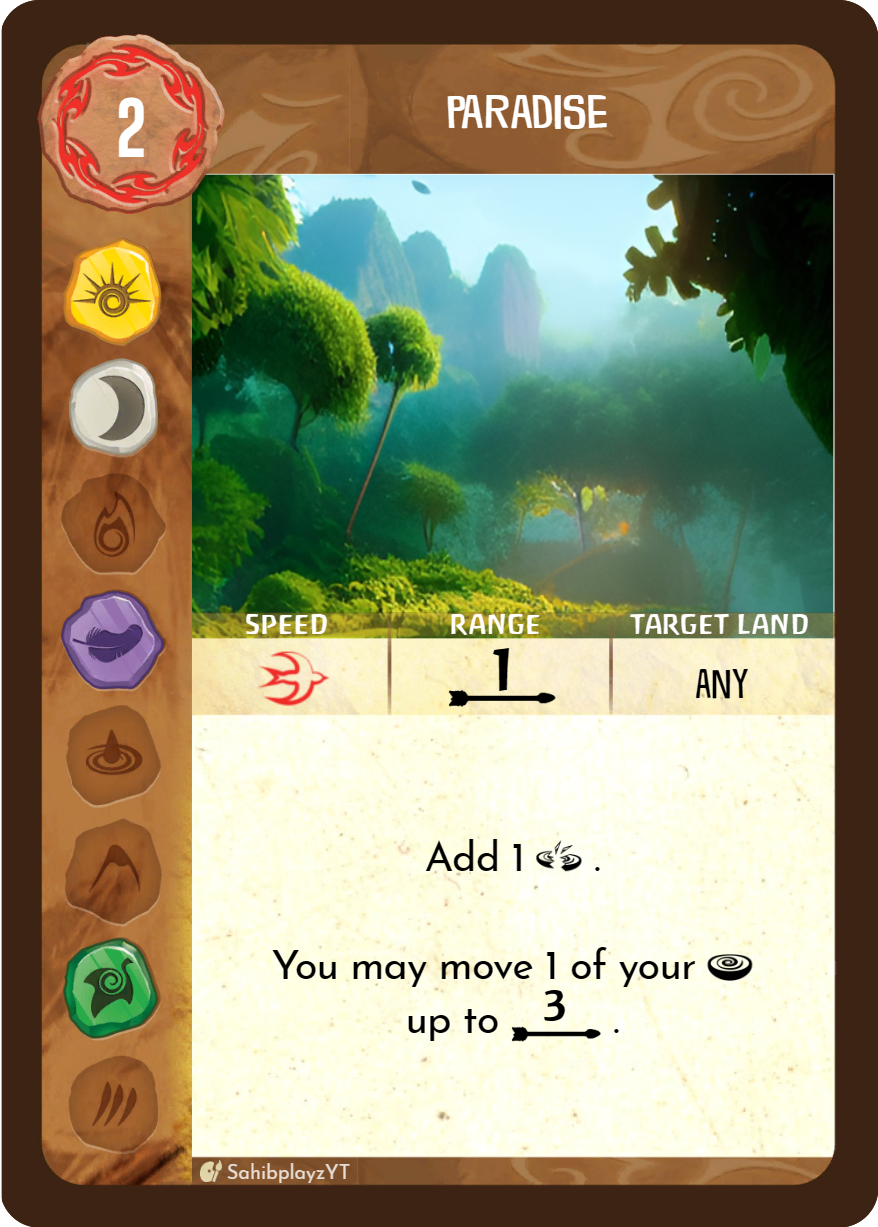 2
PARADISE
SPEED RANGE TARGET LAND
1 ANY
Add 1 .
You may move 1 of your
up to 3 .
SahibplayzYT